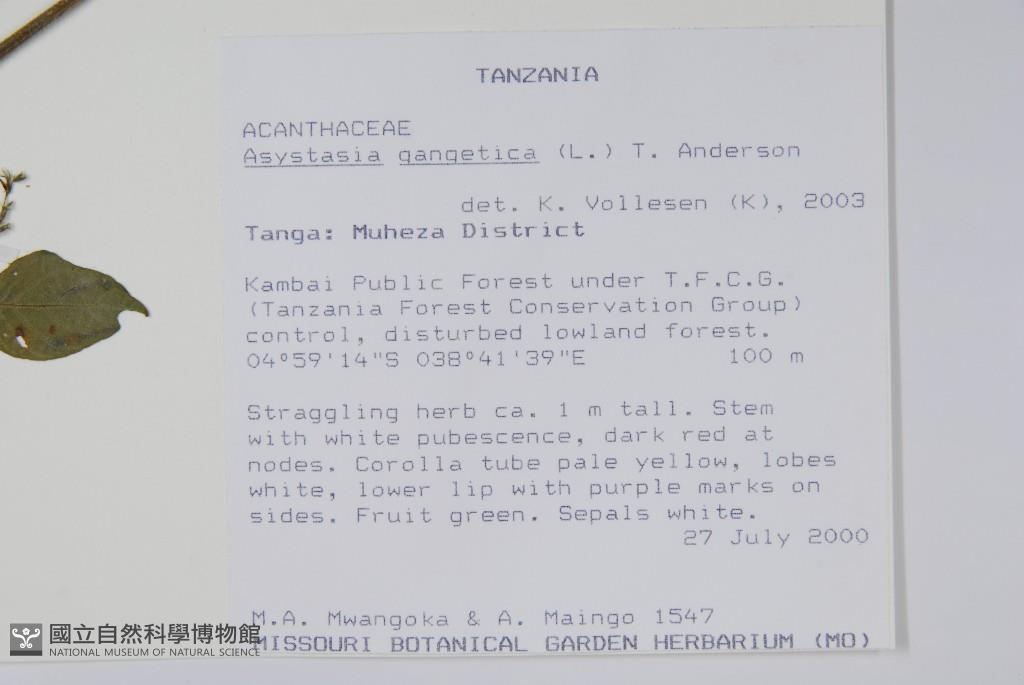 TANZANIA
ACANTHACEAE
Asystasia gangetica (L.) T. Anderson
det. K. Vollesen (K), 2003
Tanga: Muheza District
Kambai Public Forest under T.F.C.G.
(Tanzania Forest Conservation Group)
control, disturbed lowland forest.
04°59'14"S 038°41'39"E 100 m
Straggling herb ca. 1 m tall. Stem
with white pubescence, dark red at
nodes. Corolla tube pale yellow, lobes
white, lower lip with purple marks on
sides. Fruit green. Sepals white.
27 July 2000
M.A. Mwangoka & A. Maingo 1547
MISSOURI BOTANICAL GARDEN HERBARIUM (MO)
國立自然科學博物館
NATIONAL MUSEUM OF NATURAL SCIENCE